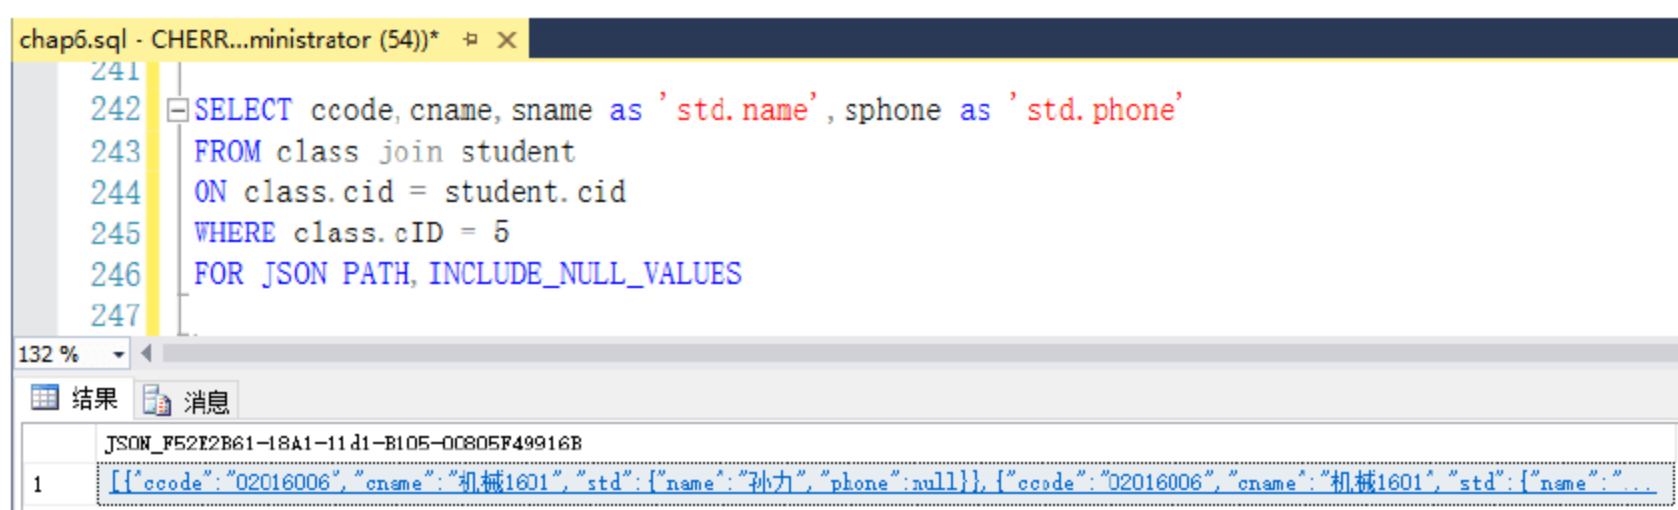 chap6.sql - CHERR...ministrator (54))*
241
242 SELECT ccode,cname,sname as 'std.name',sphone as 'std.phone'
243 FROM class join student
244 ON class.cid = student.cid
245 WHERE class.cID = 5
246 FOR JSON PATH,INCLUDE_NULL_VALUES
247
132 %
结果 消息
JSON_F52E2B61-18A1-11d1-B105-00805F49916B
1 [{"ccode":"02016006","cname":"机械1601","std":{"name":"孙力","phone":null}},{"ccode":"02016006","cname":"机械1601","std":{"name":"...